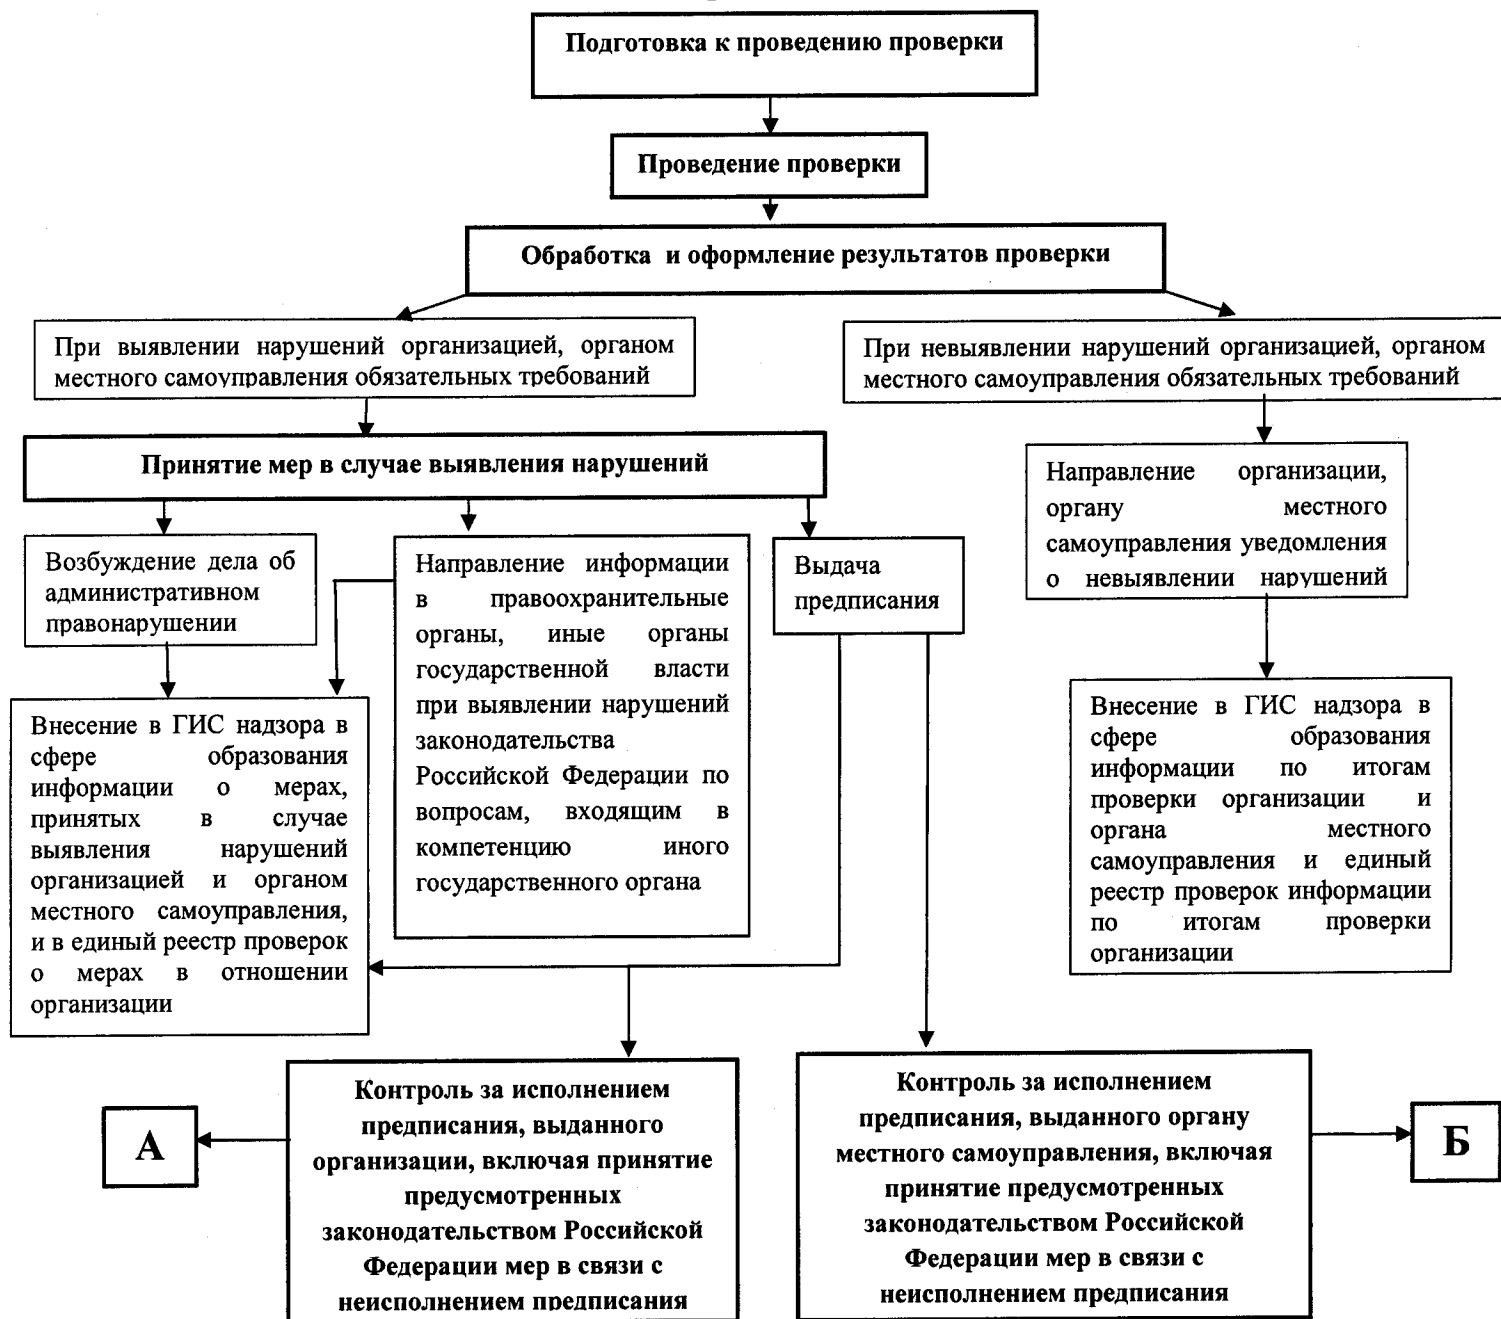 Подготовка к проведению проверки
Проведение проверки
Обработка и оформление результатов проверки
При выявлении нарушений организацией, органом
местного самоуправления обязательных требований
При невыявлении нарушений организацией, органом
местного самоуправления обязательных требований
Принятие мер в случае выявления нарушений
Направление организации,
органу местного
самоуправления уведомления
о невыявлении нарушений
Возбуждение дела об
административном
правонарушении
Направление информации
в правоохранительные
органы, иные органы
государственной власти
при выявлении нарушений
законодательства
Российской Федерации по
вопросам, входящим в
компетенцию иного
государственного органа
Выдача
предписания
Внесение в ГИС надзора в
сфере образования
информации о мерах,
принятых в случае
выявления нарушений
организацией и органом
местного самоуправления,
и в единый реестр проверок
о мерах в отношении
организации
Внесение в ГИС надзора в
сфере образования
информации по итогам
проверки организации и
органа местного
самоуправления и единый
реестр проверок информации
по итогам проверки
организации
А
Контроль за исполнением
предписания, выданного
организации, включая принятие
предусмотренных
законодательством Российской
Федерации мер в связи с
неисполнением предписания
Контроль за исполнением
предписания, выданного органу
местного самоуправления, включая
принятие предусмотренных
законодательством Российской
Федерации мер в связи с
неисполнением предписания
Б